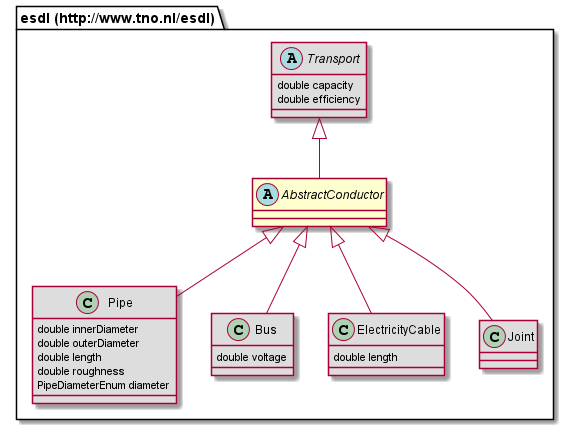 esdl (http://www.tno.nl/esdl)
A Transport
double capacity
double efficiency
A AbstractConductor
C Pipe
double innerDiameter
double outerDiameter
double length
double roughness
PipeDiameterEnum diameter
C Bus
double voltage
C ElectricityCable
double length
C Joint